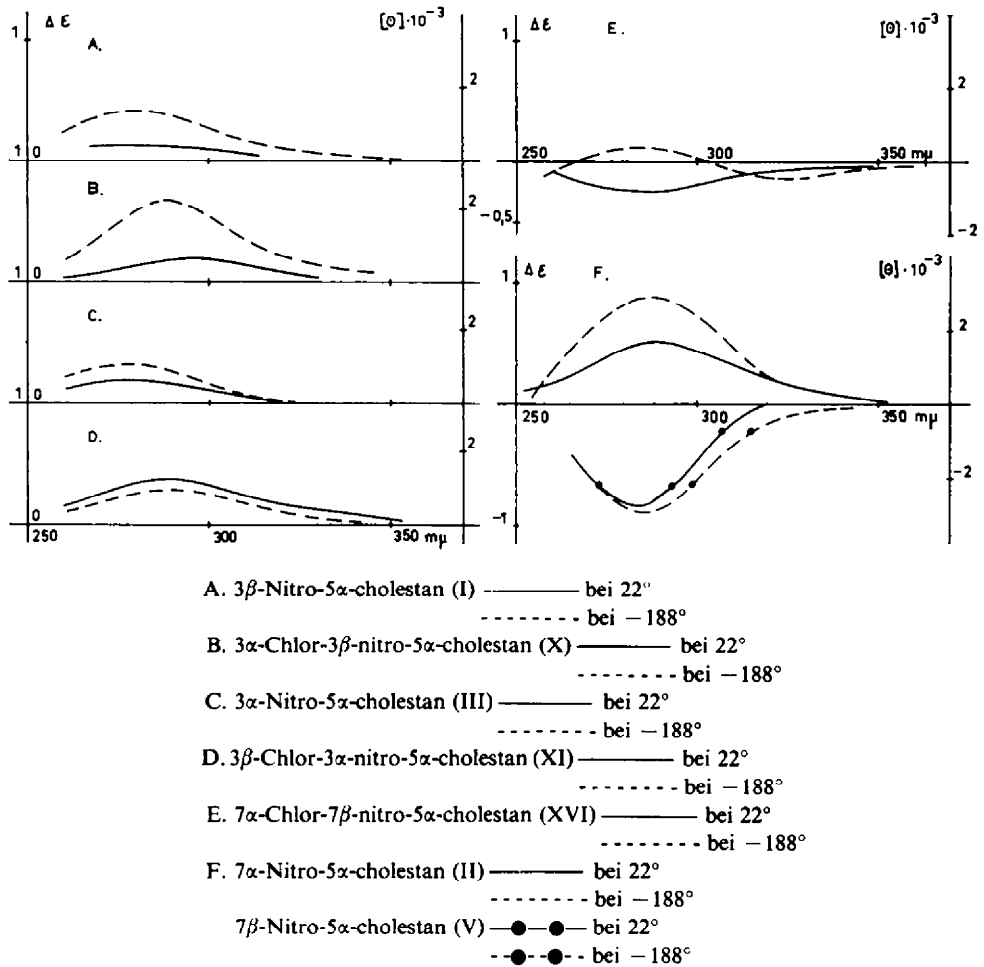 Δ ε [Θ]·10⁻³
1
A.
2
1 0
B.
2
1 0
C.
2
1 0
D.
2
0
250 300 350 mμ
Δ ε E. [Θ]·10⁻³
1
2
250 300 350 mμ
−0,5
−2
Δ ε F. [Θ]·10⁻³
1
2
250 300 350 mμ
−2
−1
A. 3β-Nitro-5α-cholestan (I) bei 22°
bei −188°
B. 3α-Chlor-3β-nitro-5α-cholestan (X) bei 22°
bei −188°
C. 3α-Nitro-5α-cholestan (III) bei 22°
bei −188°
D. 3β-Chlor-3α-nitro-5α-cholestan (XI) bei 22°
bei −188°
E. 7α-Chlor-7β-nitro-5α-cholestan (XVI) bei 22°
bei −188°
F. 7α-Nitro-5α-cholestan (II) bei 22°
bei −188°
7β-Nitro-5α-cholestan (V) bei 22°
bei −188°